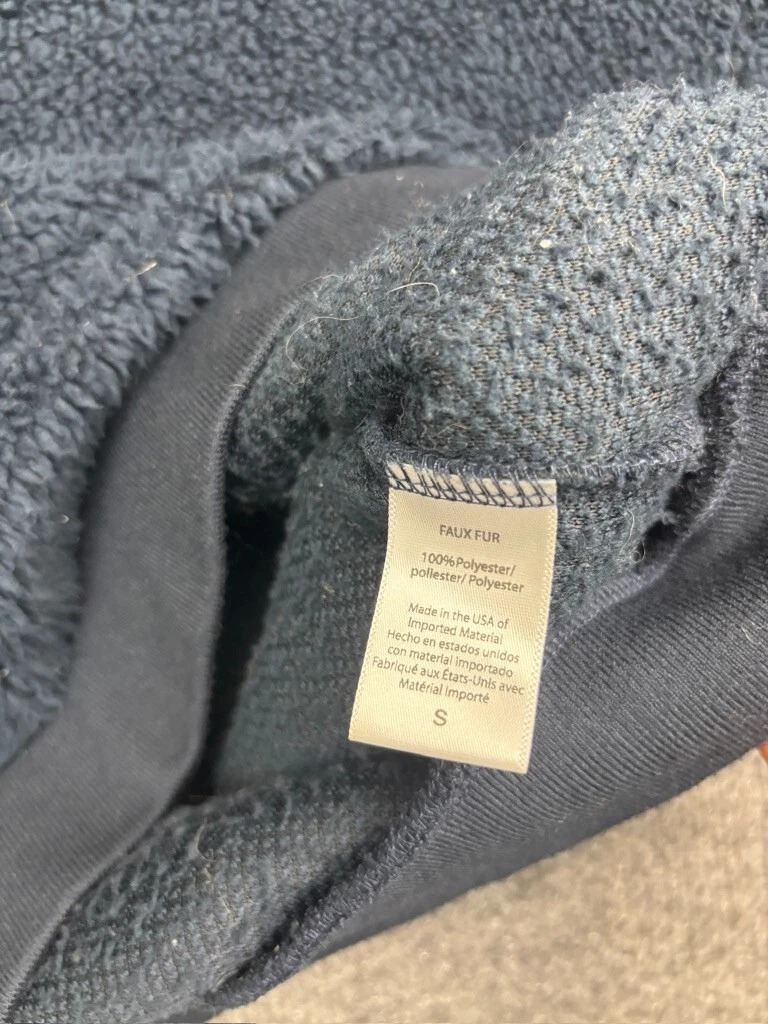 FAUX FUR
100%Polyester/
poliester/ Polyester
Made in the USA of
Imported Material
Hecho en estados unidos
con material importado
Fabriqué aux États-Unis avec
Matérial Importé
S